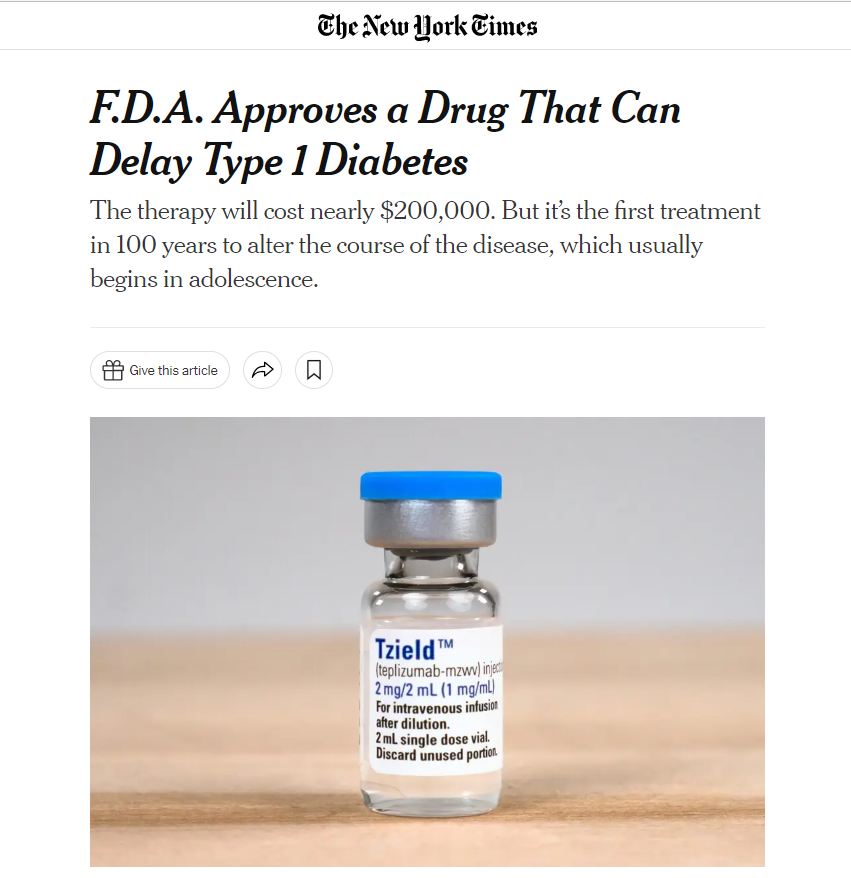 The New York Times
F.D.A. Approves a Drug That Can
Delay Type 1 Diabetes
The therapy will cost nearly $200,000. But it’s the first treatment
in 100 years to alter the course of the disease, which usually
begins in adolescence.
Give this article
Tzield™
(teplizumab-mzwv) injecti
2 mg/2 mL (1 mg/mL)
For intravenous infusion
after dilution.
2 mL single dose vial.
Discard unused portion.